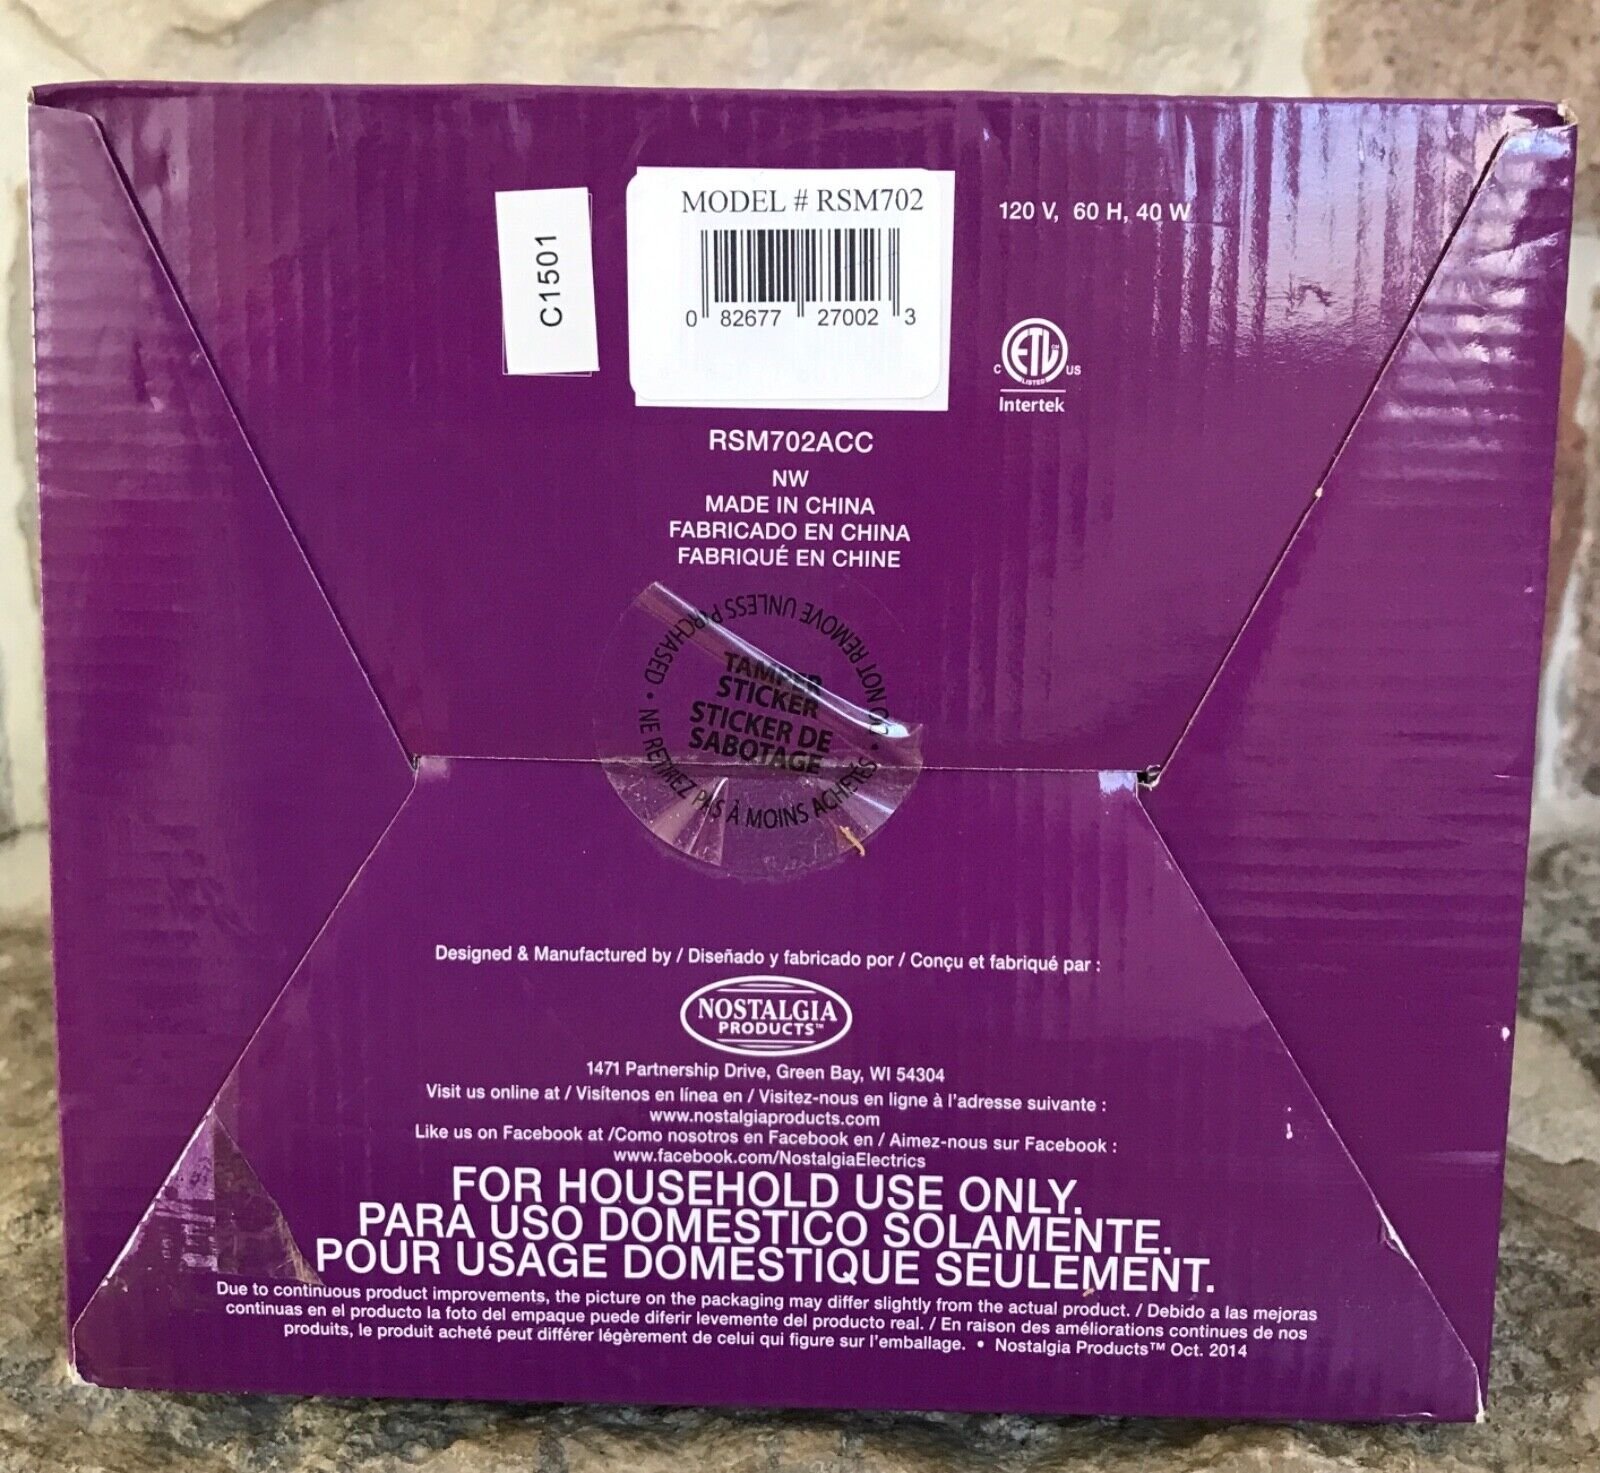 C1501
MODEL # RSM702
0 82677 27002 3
120 V, 60 H, 40 W
ETL CM
LISTED
C US
Intertek
RSM702ACC
NW
MADE IN CHINA
FABRICADO EN CHINA
FABRIQUÉ EN CHINE
NOT REMOVE UNLESS PURCHASED •
TAMPER
STICKER
STICKER DE
SABOTAGE
NE RETIREZ PAS À MOINS ACHETÉS •
Designed & Manufactured by / Diseñado y fabricado por / Conçu et fabriqué par :
NOSTALGIA
PRODUCTS™
1471 Partnership Drive, Green Bay, WI 54304
Visit us online at / Visítenos en línea en / Visitez-nous en ligne à l'adresse suivante :
www.nostalgiaproducts.com
Like us on Facebook at /Como nosotros en Facebook en / Aimez-nous sur Facebook :
www.facebook.com/NostalgiaElectrics
FOR HOUSEHOLD USE ONLY.
PARA USO DOMESTICO SOLAMENTE.
POUR USAGE DOMESTIQUE SEULEMENT.
Due to continuous product improvements, the picture on the packaging may differ slightly from the actual product. / Debido a las mejoras
continuas en el producto la foto del empaque puede diferir levemente del producto real. / En raison des améliorations continues de nos
produits, le produit acheté peut différer légèrement de celui qui figure sur l'emballage. • Nostalgia Products™ Oct. 2014